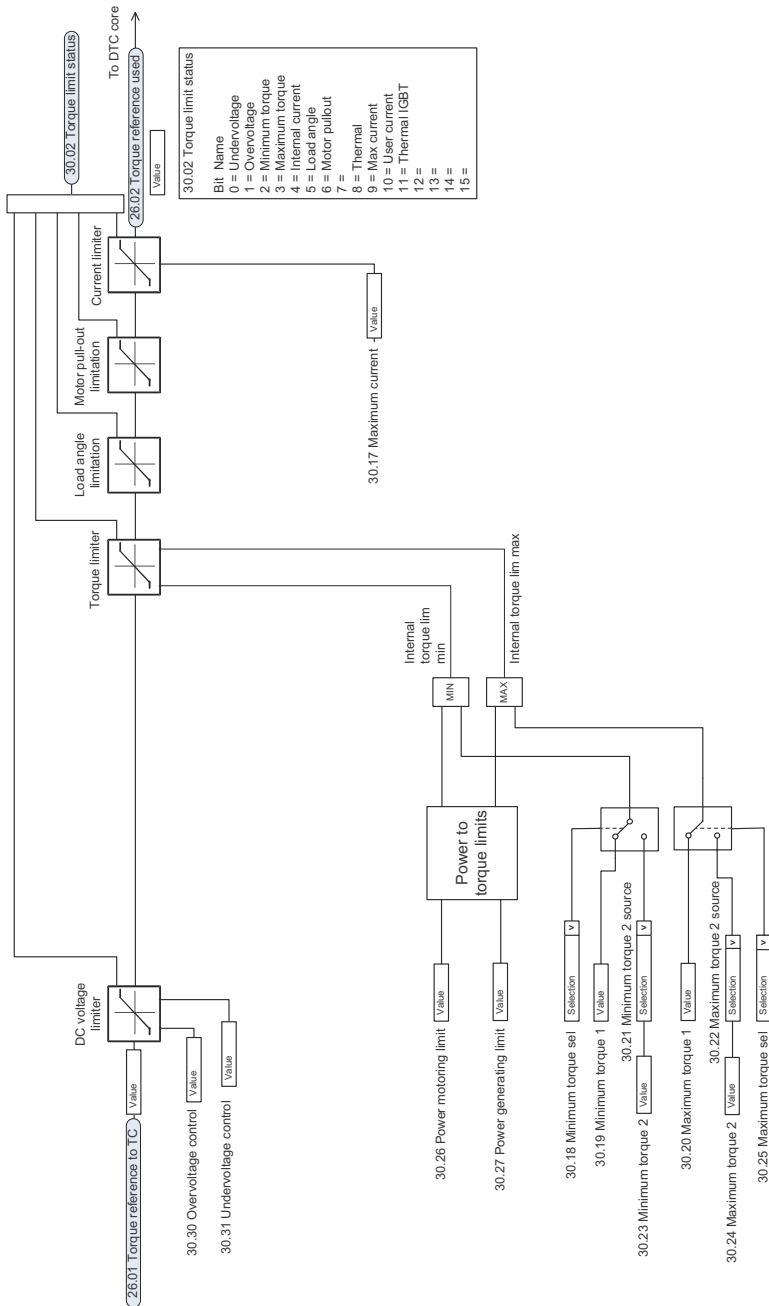 30.02 Torque limit status
To DTC core
26.02 Torque reference used
Value
30.02 Torque limit status
Bit Name
0 = Undervoltage
1 = Overvoltage
2 = Minimum torque
3 = Maximum torque
4 = Internal current
5 = Load angle
6 = Motor pullout
7 =
8 = Thermal
9 = Max current
10 = User current
11 = Thermal IGBT
12 =
13 =
14 =
15 =
Current limiter
Motor pull-out
limitation
Load angle
limitation
Torque limiter
30.17 Maximum current
Value
Internal
torque lim
min
Internal torque lim max
MIN
MAX
DC voltage
limiter
26.01 Torque reference to TC
Value
30.30 Overvoltage control
Value
30.31 Undervoltage control
Value
Power to
torque limits
30.26 Power motoring limit
Value
30.27 Power generating limit
Value
30.18 Minimum torque sel
Selection
v
30.19 Minimum torque 1
Value
30.21 Minimum torque 2 source
30.23 Minimum torque 2
Value
Selection
v
30.20 Maximum torque 1
Value
30.22 Maximum torque 2 source
30.24 Maximum torque 2
Value
Selection
v
30.25 Maximum torque sel
Selection
v